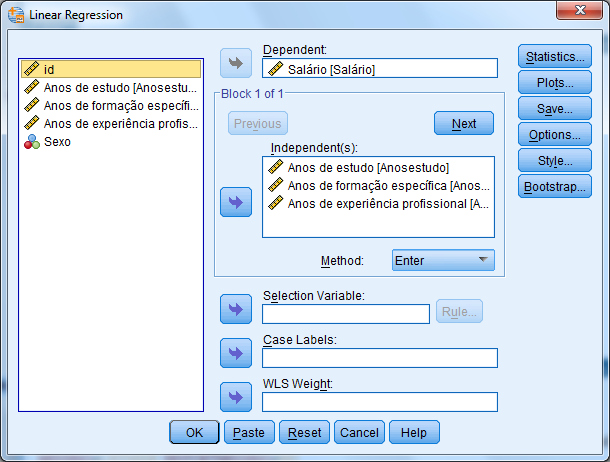 Linear Regression
id
Anos de estudo [Anosestu...
Anos de formação específi...
Anos de experiência profis...
Sexo
Dependent:
Salário [Salário]
Block 1 of 1
Previous
Next
Independent(s):
Anos de estudo [Anosestudo]
Anos de formação específica [Anos...
Anos de experiência profissional [A...
Method:
Enter
Selection Variable:
Rule...
Case Labels:
WLS Weight:
Statistics...
Plots...
Save...
Options...
Style...
Bootstrap...
OK
Paste
Reset
Cancel
Help